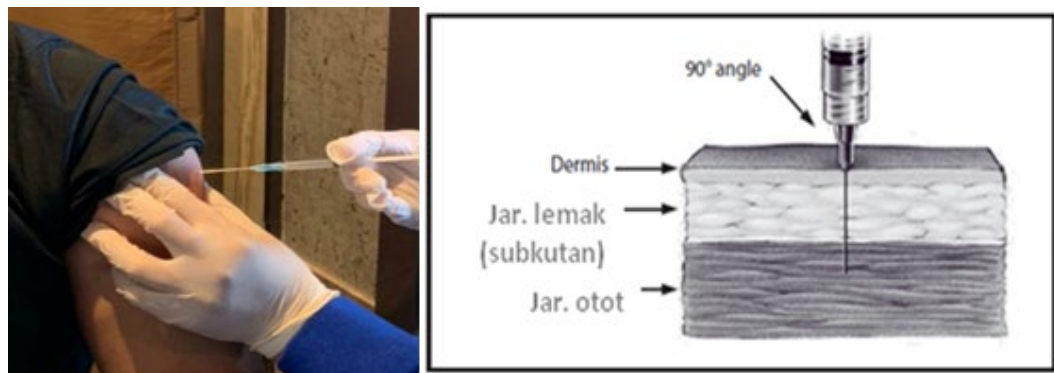 90° angle
Dermis
Jar. lemak
(subkutan)
Jar. otot